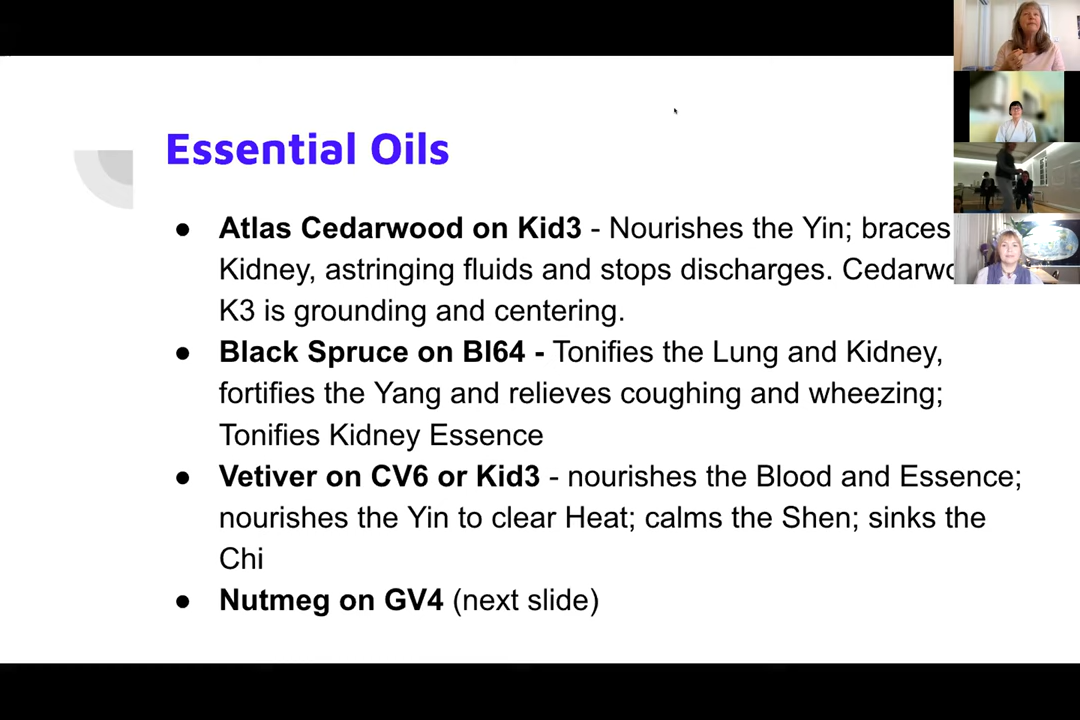 Essential Oils
● Atlas Cedarwood on Kid3 - Nourishes the Yin; braces
Kidney, astringing fluids and stops discharges.
K3 is grounding and centering.
● Black Spruce on Bl64 - Tonifies the Lung and Kidney,
fortifies the Yang and relieves coughing and wheezing;
Tonifies Kidney Essence
● Vetiver on CV6 or Kid3 - nourishes the Blood and Essence;
nourishes the Yin to clear Heat; calms the Shen; sinks the
Chi
● Nutmeg on GV4 (next slide)